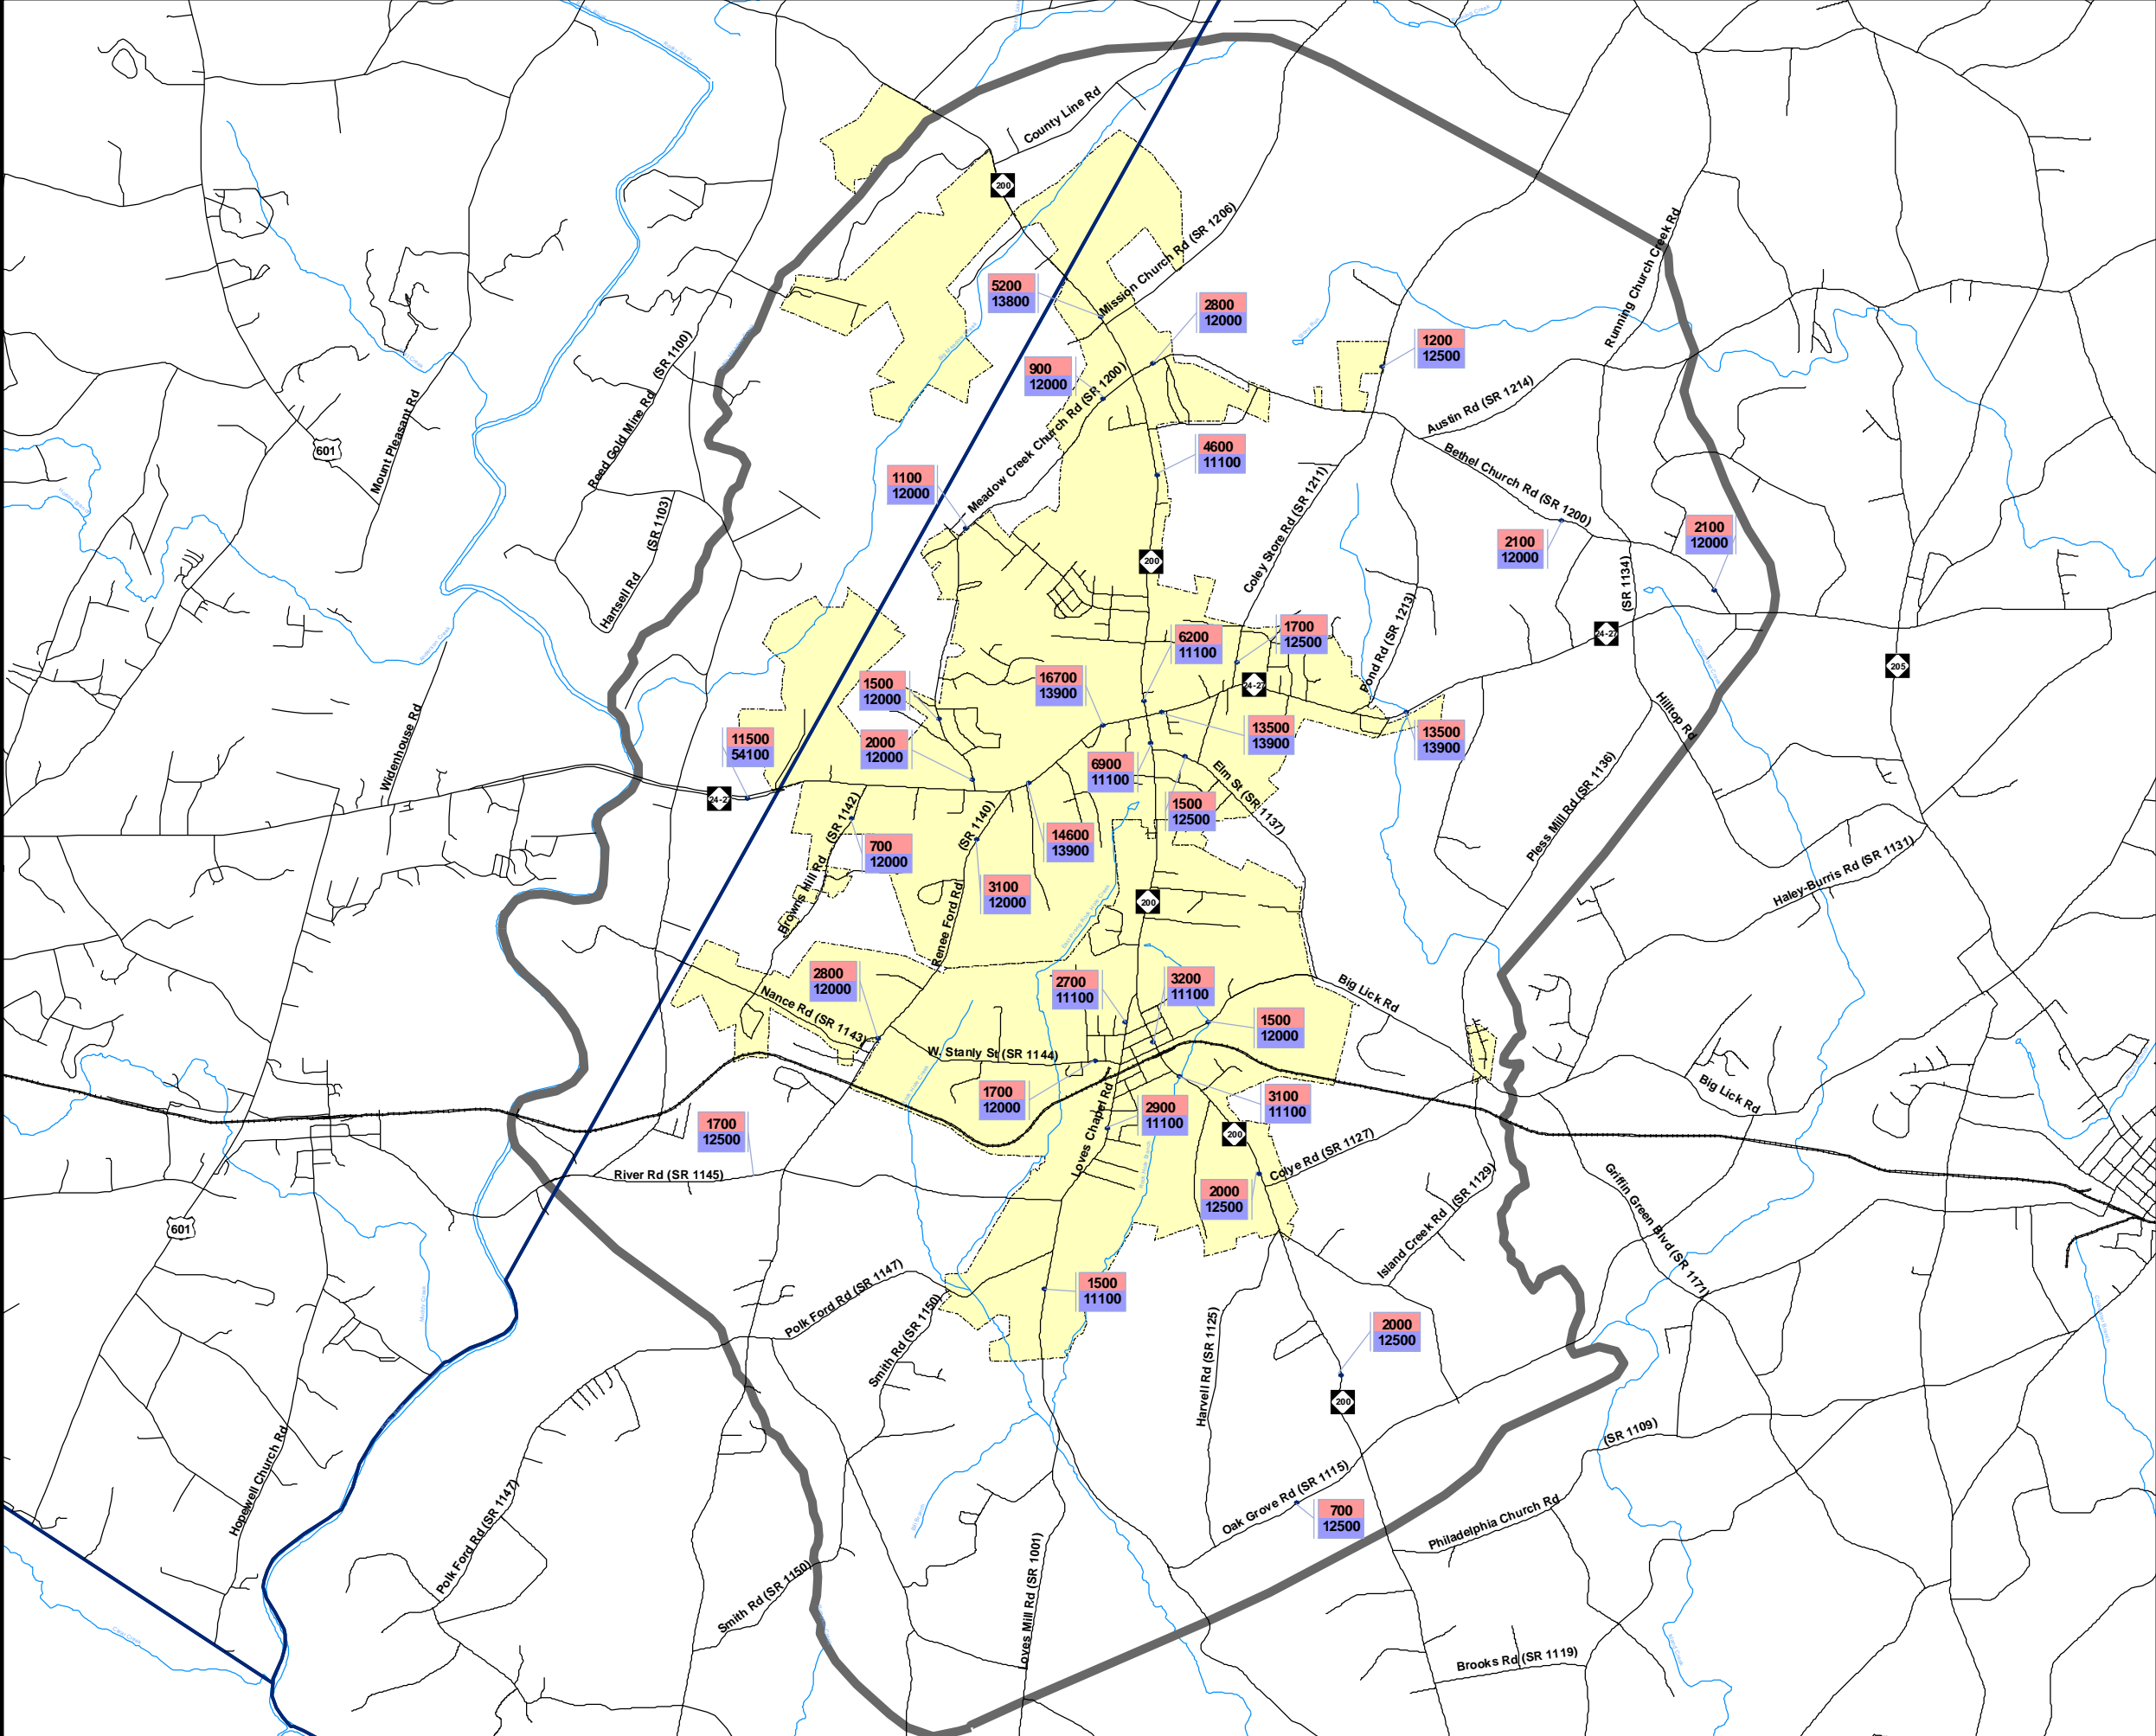 County Line Rd
200
Mission Church Rd (SR 1206)
Running Church Creek Rd
5200
13800
2800
12000
1200
12500
900
12000
Reed Gold Mine Rd (SR 1100)
Mount Pleasant Rd
601
Meadow Creek Church Rd (SR 1200)
Austin Rd (SR 1214)
4600
11100
Bethel Church Rd (SR 1200)
1100
12000
Coley Store Rd (SR 1211)
(SR 1103)
Hartsell Rd
2100
12000
2100
12000
200
(SR 1134)
Pond Rd (SR 1213)
24-27
6200
11100
1700
12500
205
1500
12000
16700
13900
24-27
Hilltop Rd
Widenhouse Rd
11500
54100
2000
12000
13500
13900
13500
13900
6900
11100
Elm St (SR 1137)
Pless Mill Rd (SR 1136)
24-27
1500
12500
Browns Hill Rd (SR 1142)
700
12000
(SR 1140)
Renee Ford Rd
14600
13900
3100
12000
Haley-Burris Rd (SR 1131)
200
2800
12000
Nance Rd (SR 1143)
2700
11100
3200
11100
Big Lick Rd
1500
12000
W. Stanly St (SR 1144)
1700
12000
Loves Chapel Rd
2900
11100
3100
11100
Big Lick Rd
1700
12500
200
Colye Rd (SR 1127)
River Rd (SR 1145)
2000
12500
Island Creek Rd (SR 1129)
Griffin Green Blvd (SR 1171)
601
Polk Ford Rd (SR 1147)
Smith Rd (SR 1150)
1500
11100
Harvell Rd (SR 1125)
2000
12500
200
Hopewell Church Rd
(SR 1109)
Polk Ford Rd (SR 1147)
Oak Grove Rd (SR 1115)
700
12500
Philadelphia Church Rd
Smith Rd (SR 1150)
Loves Mill Rd (SR 1001)
Brooks Rd (SR 1119)